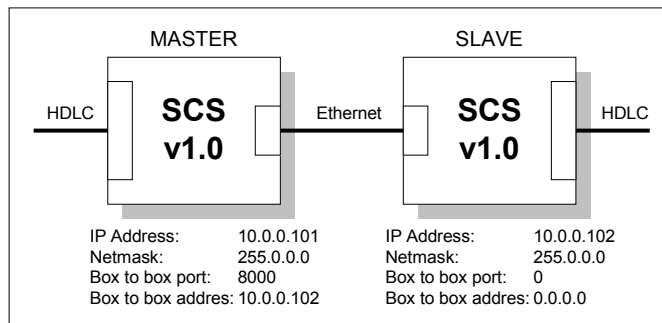 MASTER SLAVE
HDLC SCS v1.0 Ethernet SCS v1.0 HDLC
IP Address: 10.0.0.101
Netmask: 255.0.0.0
Box to box port: 8000
Box to box addres: 10.0.0.102
IP Address: 10.0.0.102
Netmask: 255.0.0.0
Box to box port: 0
Box to box addres: 0.0.0.0